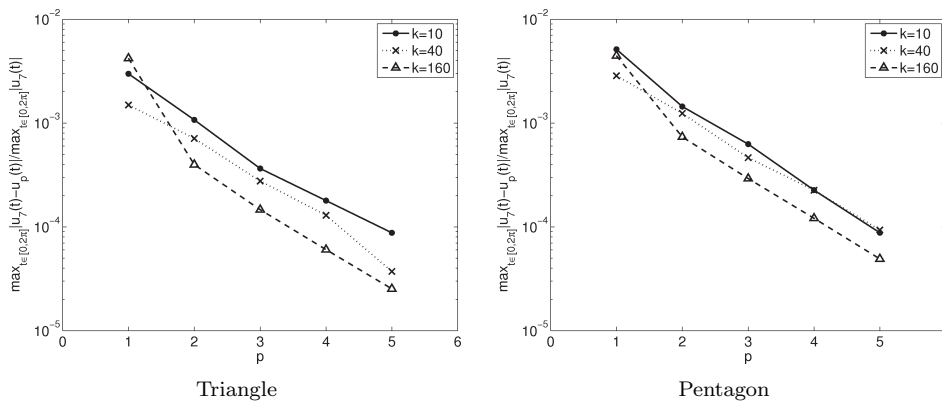 10^{-2}
10^{-3}
10^{-4}
10^{-5}
max_{t∈[0,2π]}|u_7(t)−u_p(t)|/max_{t∈[0,2π]}|u_7(t)|
k=10
k=40
k=160
0 1 2 3 4 5 6
p
Triangle
10^{-2}
10^{-3}
10^{-4}
10^{-5}
max_{t∈[0,2π]}|u_7(t)−u_p(t)|/max_{t∈[0,2π]}|u_7(t)|
k=10
k=40
k=160
0 1 2 3 4 5
p
Pentagon